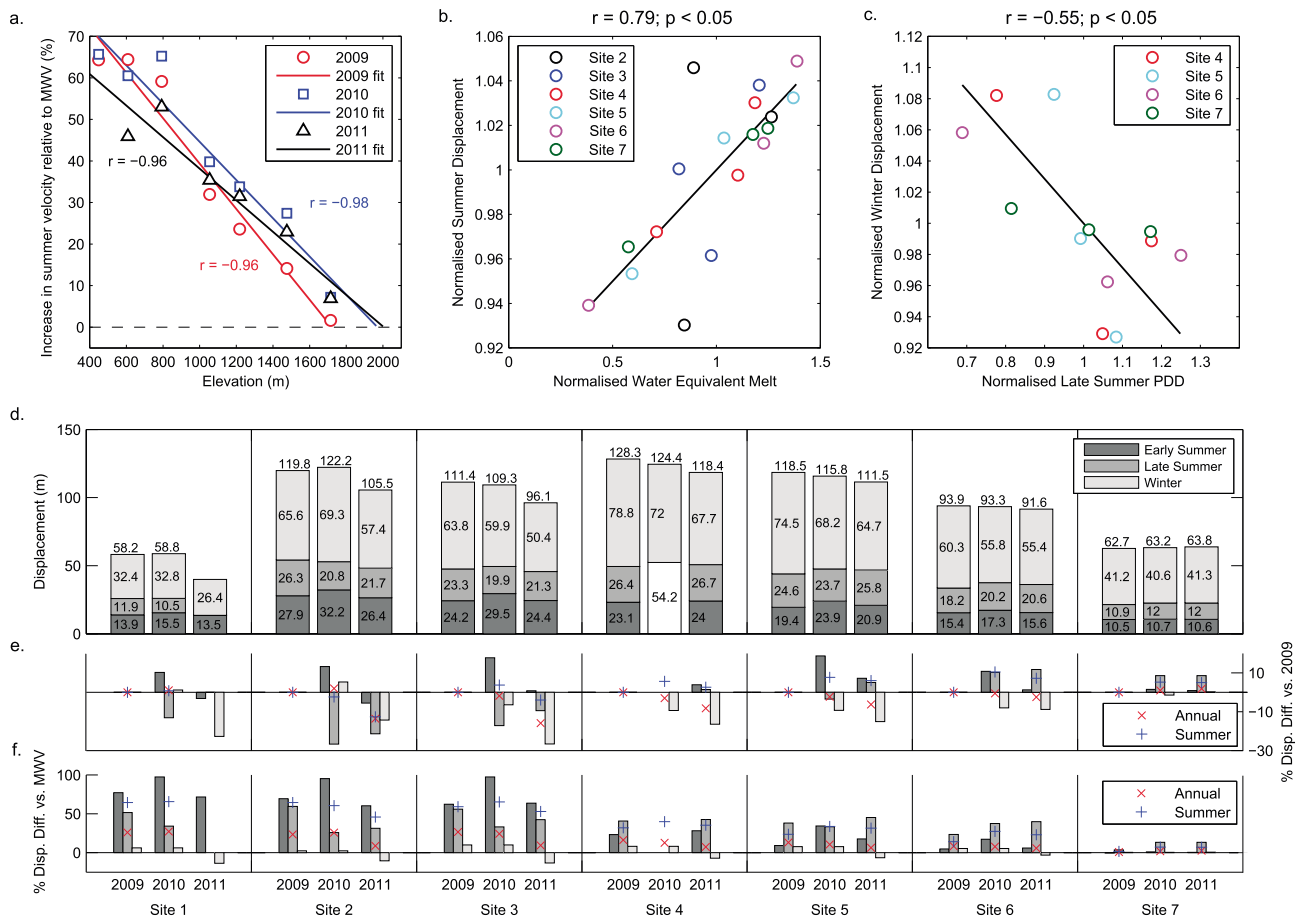 a.
Increase in summer velocity relative to MWV (%)
70
60
50
40
30
20
10
0
400 600 800 1000 1200 1400 1600 1800 2000
Elevation (m)
2009
2009 fit
2010
2010 fit
2011
2011 fit
r = −0.96
r = −0.98
r = −0.96
b.
r = 0.79; p < 0.05
Normalised Summer Displacement
1.06
1.04
1.02
1
0.98
0.96
0.94
0.92
0 0.5 1 1.5
Normalised Water Equivalent Melt
Site 2
Site 3
Site 4
Site 5
Site 6
Site 7
c.
r = −0.55; p < 0.05
Normalised Winter Displacement
1.12
1.1
1.08
1.06
1.04
1.02
1
0.98
0.96
0.94
0.92
0.7 0.8 0.9 1 1.1 1.2 1.3
Normalised Late Summer PDD
Site 4
Site 5
Site 6
Site 7
d.
Displacement (m)
150
100
50
0
Early Summer
Late Summer
Winter
58.2 58.8
32.4 32.8 26.4
11.9 10.5
13.9 15.5 13.5
119.8 122.2 105.5
65.6 69.3 57.4
26.3 20.8 21.7
27.9 32.2 26.4
111.4 109.3 96.1
63.8 59.9 50.4
23.3 19.9 21.3
24.2 29.5 24.4
128.3 124.4 118.4
78.8 72 67.7
26.4 54.2 26.7
23.1 24
118.5 115.8 111.5
74.5 68.2 64.7
24.6 23.7 25.8
19.4 23.9 20.9
93.9 93.3 91.6
60.3 55.8 55.4
18.2 20.2 20.6
15.4 17.3 15.6
62.7 63.2 63.8
41.2 40.6 41.3
10.9 12 12
10.5 10.7 10.6
e.
% Disp. Diff. vs. 2009
10
−10
−30
Annual
Summer
f.
% Disp. Diff. vs. MWV
100
50
0
Annual
Summer
2009 2010 2011 2009 2010 2011 2009 2010 2011 2009 2010 2011 2009 2010 2011 2009 2010 2011 2009 2010 2011
Site 1 Site 2 Site 3 Site 4 Site 5 Site 6 Site 7